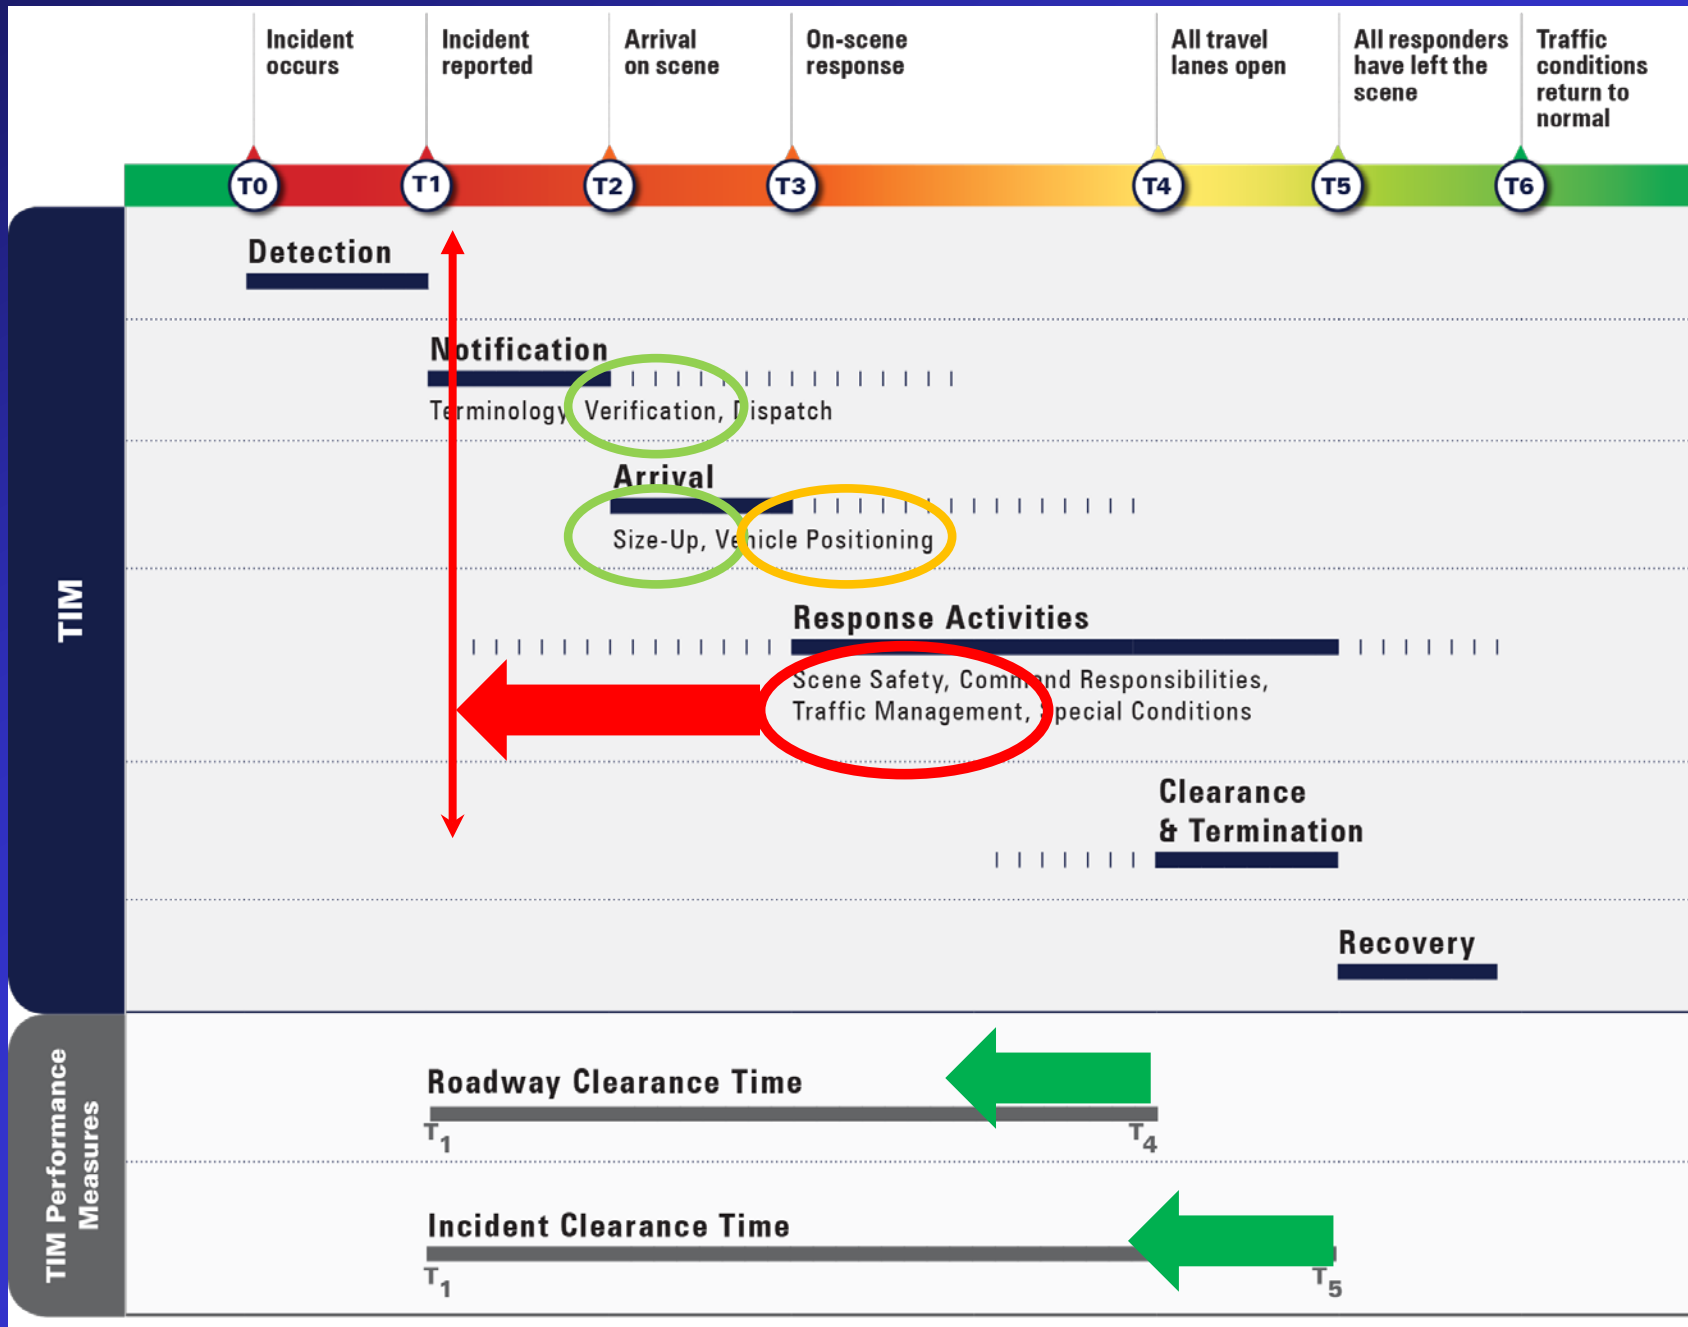 Incident
occurs
Incident
reported
Arrival
on scene
On-scene
response
All travel
lanes open
All responders
have left the
scene
Traffic
conditions
return to
normal
T0
T1
T2
T3
T4
T5
T6
TIM
Detection
Notification
Terminology, Verification, Dispatch
Arrival
Size-Up, Vehicle Positioning
Response Activities
Scene Safety, Command Responsibilities,
Traffic Management, Special Conditions
Clearance
& Termination
Recovery
TIM Performance
Measures
Roadway Clearance Time
T1
T4
Incident Clearance Time
T1
T5